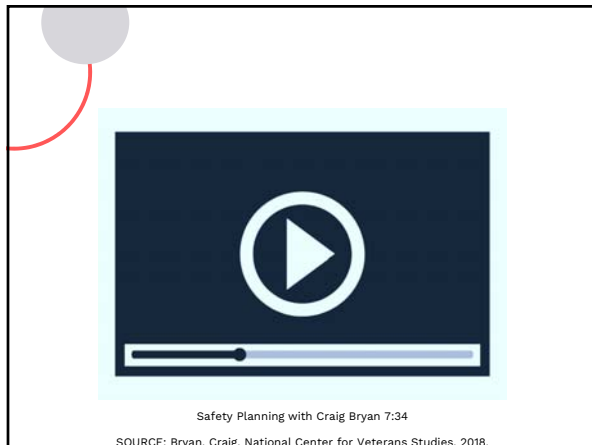 Safety Planning with Craig Bryan 7:34
SOURCE: Bryan, Craig. National Center for Veterans Studies. 2018.